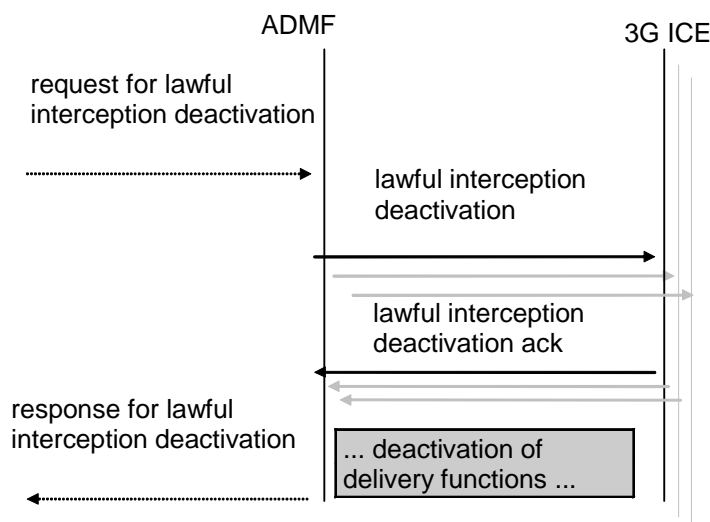 ADMF
3G ICE
request for lawful
interception deactivation
lawful interception
deactivation
lawful interception
deactivation ack
response for lawful
interception deactivation
... deactivation of
delivery functions ...